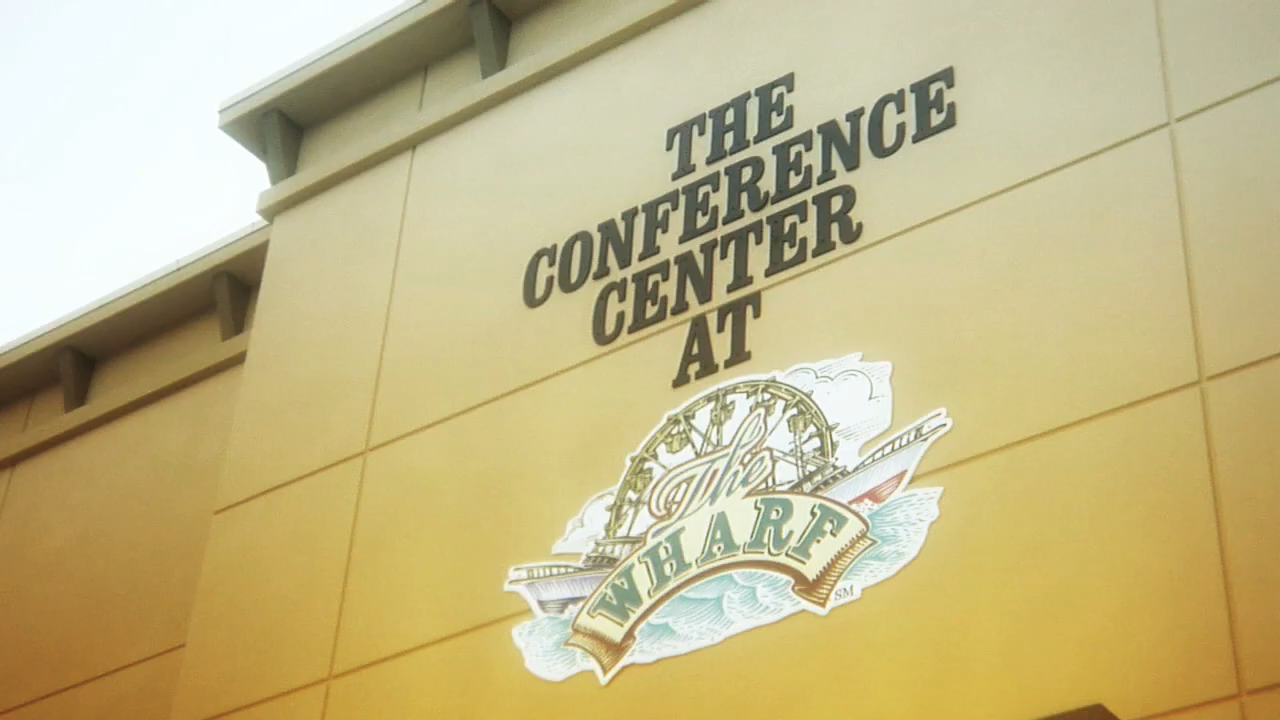 THE
CONFERENCE
CENTER
AT
The
WHARF
SM